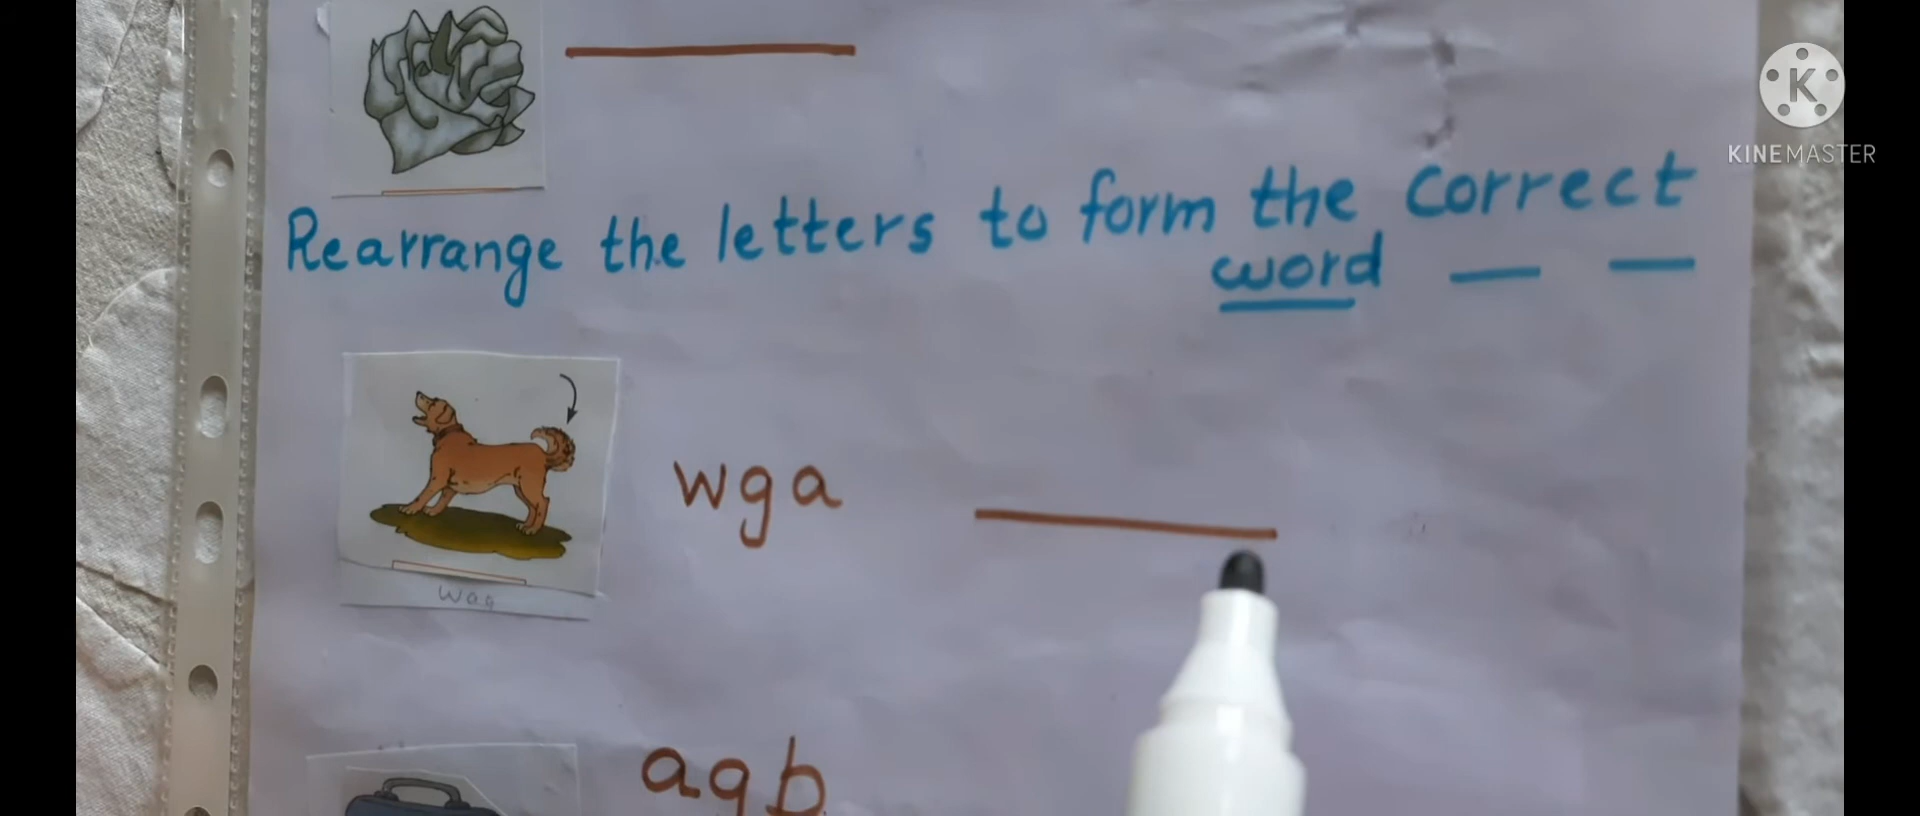 K
KINEMASTER
Rearrange the letters to form the correct
word
wga
wag
agb